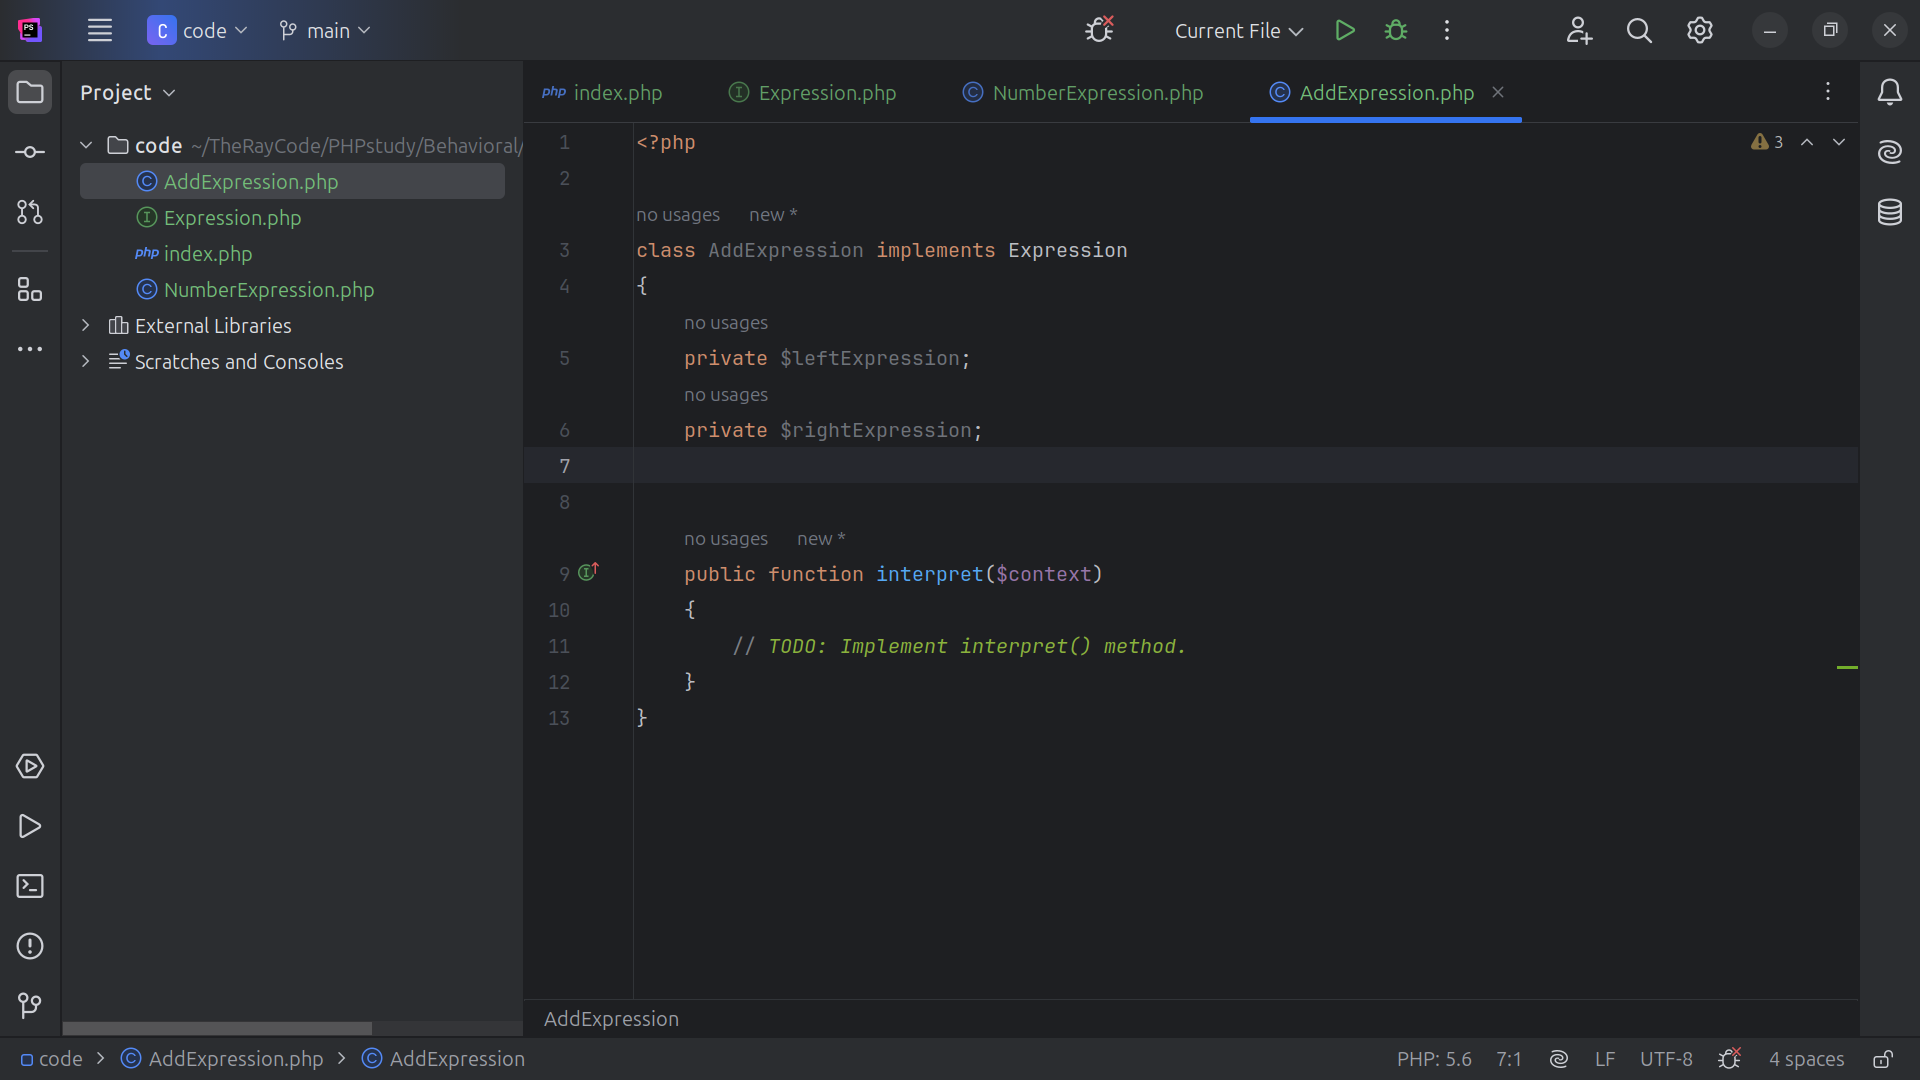 PS
C code
main
Current File
Project
code ~/TheRayCode/PHPstudy/Behavioral/
AddExpression.php
Expression.php
php index.php
NumberExpression.php
External Libraries
Scratches and Consoles
php index.php
Expression.php
NumberExpression.php
AddExpression.php
3
1 <?php
2
no usages new *
3 class AddExpression implements Expression
4 {
no usages
5 private $leftExpression;
no usages
6 private $rightExpression;
7
8
no usages new *
9 public function interpret($context)
10 {
11 // TODO: Implement interpret() method.
12 }
13 }
AddExpression
code > AddExpression.php > AddExpression
PHP: 5.6 7:1 LF UTF-8 4 spaces